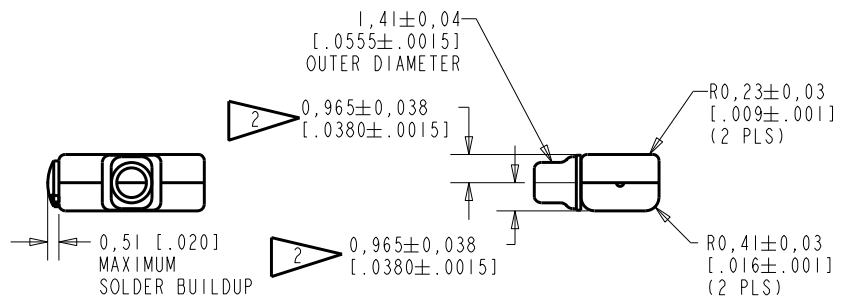 1,41±0,04
[.0555±.0015]
OUTER DIAMETER
2
0,965±0,038
[.0380±.0015]
R0,23±0,03
[.009±.001]
(2 PLS)
0,51 [.020]
MAXIMUM
SOLDER BUILDUP
2
0,965±0,038
[.0380±.0015]
R0,41±0,03
[.016±.001]
(2 PLS)